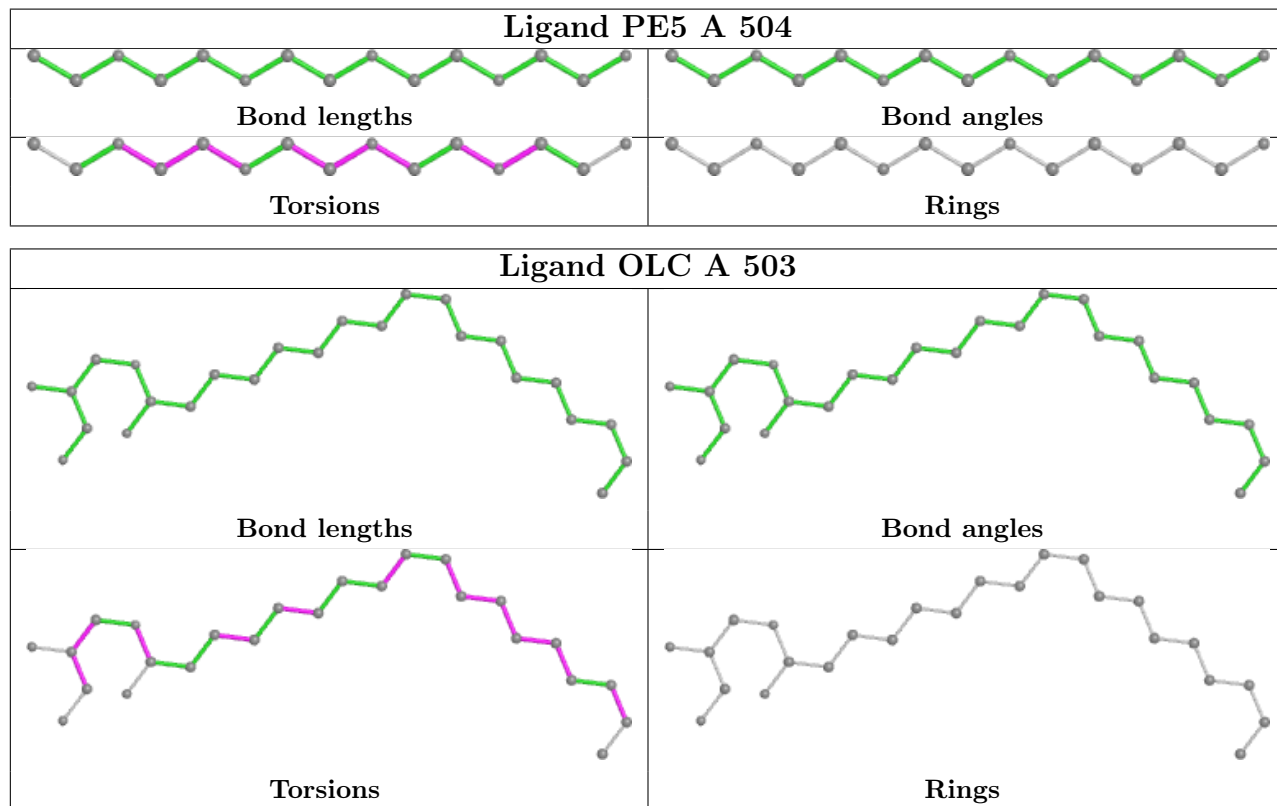 Ligand PE5 A 504
Bond lengths Bond angles
Torsions Rings
Ligand OLC A 503
Bond lengths Bond angles
Torsions Rings